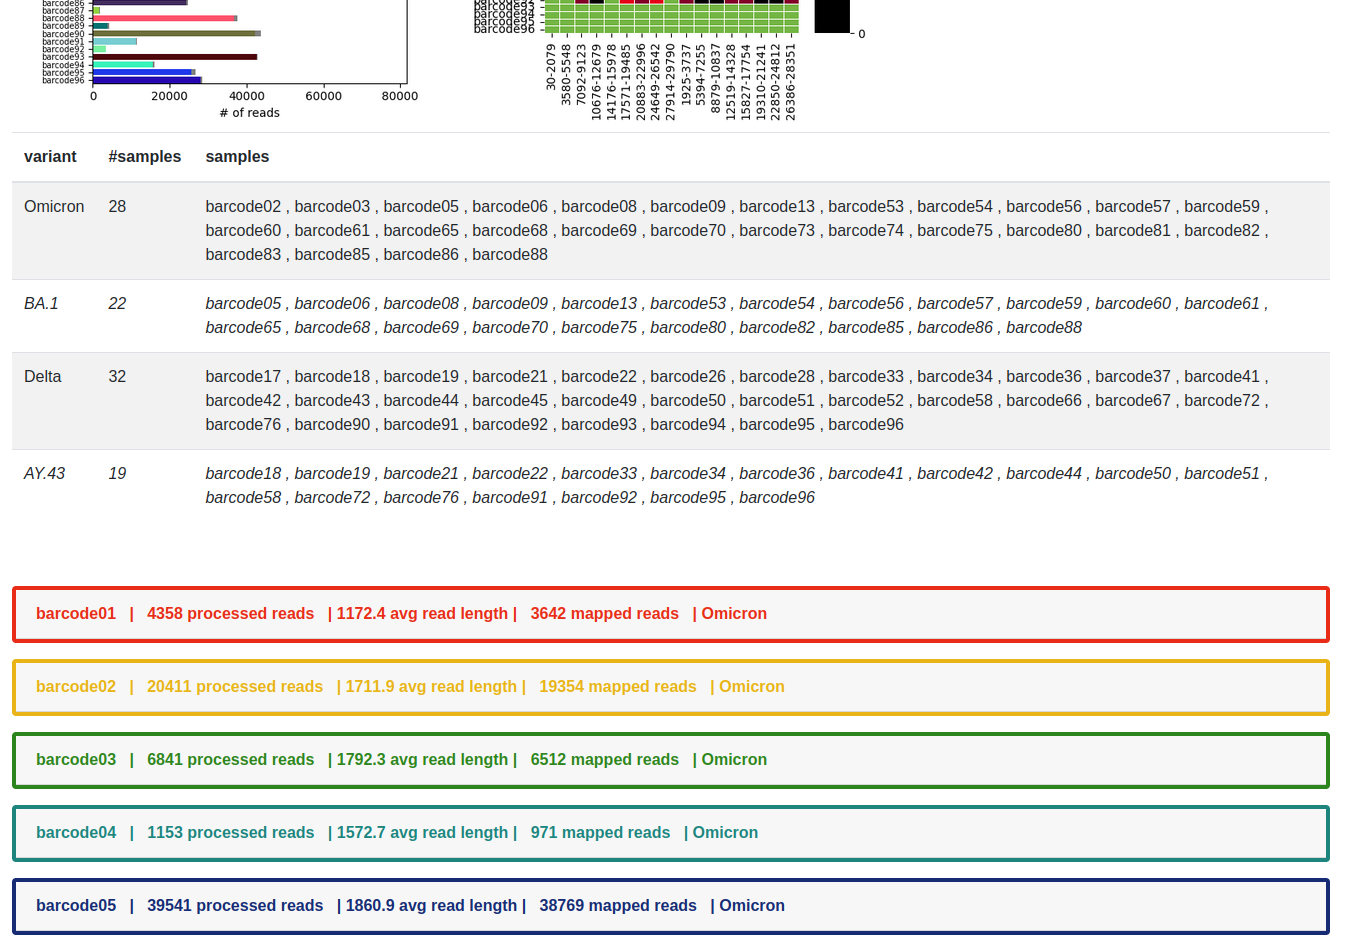 barcode86
barcode87
barcode88
barcode89
barcode90
barcode91
barcode92
barcode93
barcode94
barcode95
barcode96
0 20000 40000 60000 80000
# of reads
barcode94
barcode95
barcode96
0
30-2079
3580-5548
7092-9123
10676-12679
14176-15978
17571-19485
20883-22996
24649-26542
27914-29790
1925-3737
5394-7255
8879-10837
12519-14328
15827-17754
19310-21241
22850-24812
26386-28351
variant #samples samples
Omicron 28 barcode02 , barcode03 , barcode05 , barcode06 , barcode08 , barcode09 , barcode13 , barcode53 , barcode54 , barcode56 , barcode57 , barcode59 ,
barcode60 , barcode61 , barcode65 , barcode68 , barcode69 , barcode70 , barcode73 , barcode74 , barcode75 , barcode80 , barcode81 , barcode82 ,
barcode83 , barcode85 , barcode86 , barcode88
BA.1 22 barcode05 , barcode06 , barcode08 , barcode09 , barcode13 , barcode53 , barcode54 , barcode56 , barcode57 , barcode59 , barcode60 , barcode61 ,
barcode65 , barcode68 , barcode69 , barcode70 , barcode75 , barcode80 , barcode82 , barcode85 , barcode86 , barcode88
Delta 32 barcode17 , barcode18 , barcode19 , barcode21 , barcode22 , barcode26 , barcode28 , barcode33 , barcode34 , barcode36 , barcode37 , barcode41 ,
barcode42 , barcode43 , barcode44 , barcode45 , barcode49 , barcode50 , barcode51 , barcode52 , barcode58 , barcode66 , barcode67 , barcode72 ,
barcode76 , barcode90 , barcode91 , barcode92 , barcode93 , barcode94 , barcode95 , barcode96
AY.43 19 barcode18 , barcode19 , barcode21 , barcode22 , barcode33 , barcode34 , barcode36 , barcode41 , barcode42 , barcode44 , barcode50 , barcode51 ,
barcode58 , barcode72 , barcode76 , barcode91 , barcode92 , barcode95 , barcode96
barcode01 | 4358 processed reads | 1172.4 avg read length | 3642 mapped reads | Omicron
barcode02 | 20411 processed reads | 1711.9 avg read length | 19354 mapped reads | Omicron
barcode03 | 6841 processed reads | 1792.3 avg read length | 6512 mapped reads | Omicron
barcode04 | 1153 processed reads | 1572.7 avg read length | 971 mapped reads | Omicron
barcode05 | 39541 processed reads | 1860.9 avg read length | 38769 mapped reads | Omicron